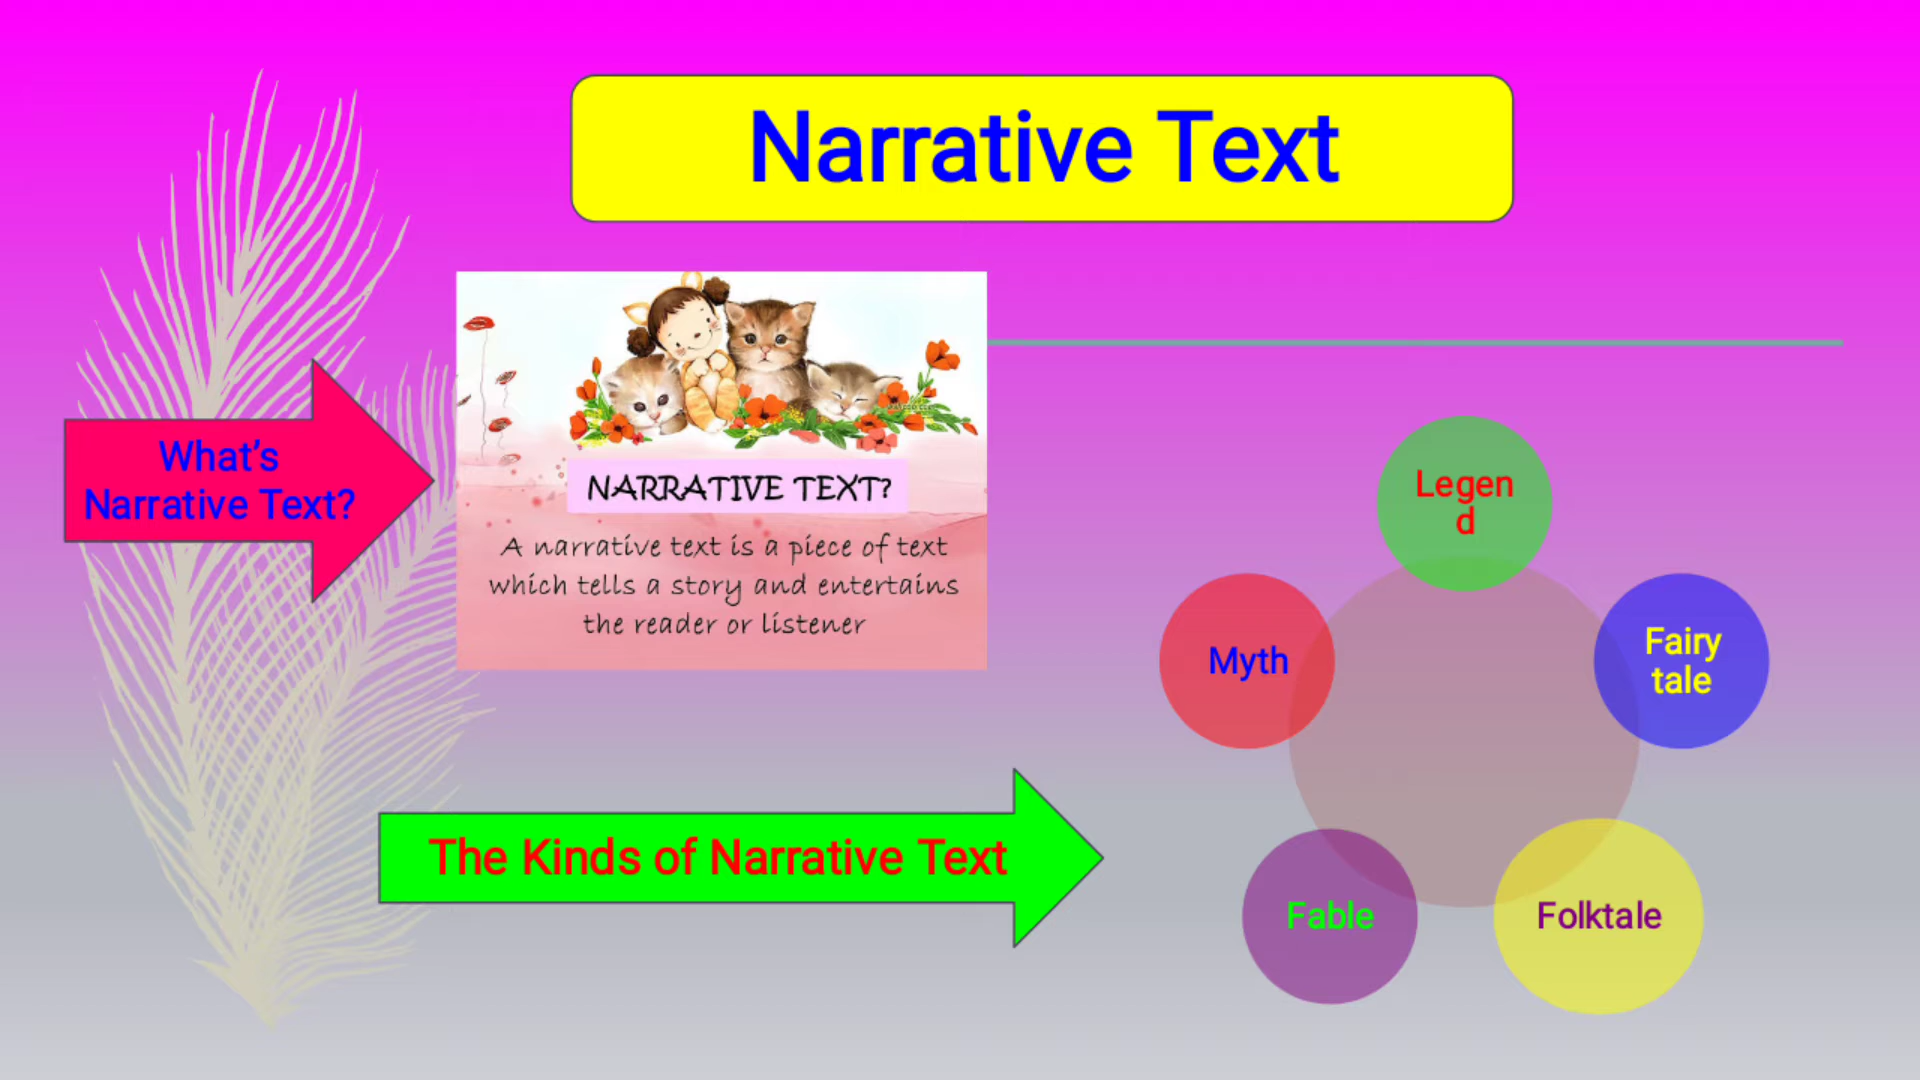 Narrative Text
What's
Narrative Text?
NARRATIVE TEXT?
A narrative text is a piece of text
which tells a story and entertains
the reader or listener
The Kinds of Narrative Text
Legen
d
Fairy
tale
Folktale
Fable
Myth